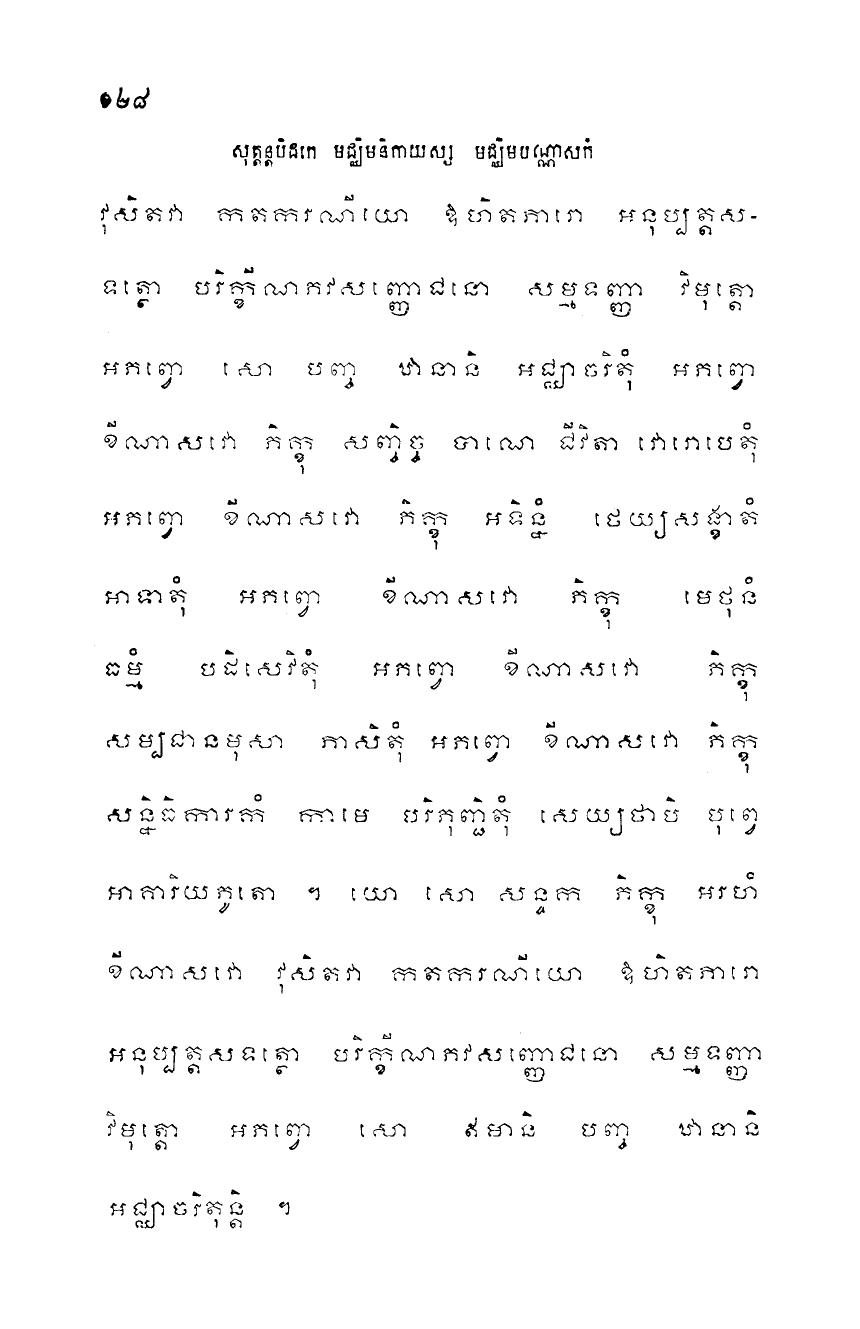 ១២៨
សុត្តន្តបិដកេ មជ្ឈិមនិកាយស្ស មជ្ឈិមបណ្ណាសកំ
វុសិតវា កតករណីយោ ឱហិតភារោ អនុប្បត្តស-
ទត្ថោ បរិក្ខីណភវសញ្ញោជនោ សម្មទញ្ញា វិមុត្តោ
អភព្វោ សោ បញ្ច ឋានានិ អជ្ឈាចរិតុំ អភព្វោ
ខីណាសវោ ភិក្ខុ សញ្ចិច្ច បាណេ ជីវិតា វោរោបេតុំ
អភព្វោ ខីណាសវោ ភិក្ខុ អទិន្នំ ថេយ្យសង្ខាតំ
អាទាតុំ អភព្វោ ខីណាសវោ ភិក្ខុ មេថុនំ
ធម្មំ បដិសេវិតុំ អភព្វោ ខីណាសវោ ភិក្ខុ
សម្បជានមុសា ភាសិតុំ អភព្វោ ខីណាសវោ ភិក្ខុ
សន្និធិការកំ កាមេ បរិភុញ្ជិតុំ សេយ្យថាបិ បុព្វេ
អាគារិយភូតោ ។ យោ សោ សន្ទក ភិក្ខុ អរហំ
ខីណាសវោ វុសិតវា កតករណីយោ ឱហិតភារោ
អនុប្បត្តសទត្ថោ បរិក្ខីណភវសញ្ញោជនោ សម្មទញ្ញា
វិមុត្តោ អភព្វោ សោ ឥមានិ បញ្ច ឋានានិ
អជ្ឈាចរិតុន្តិ ។